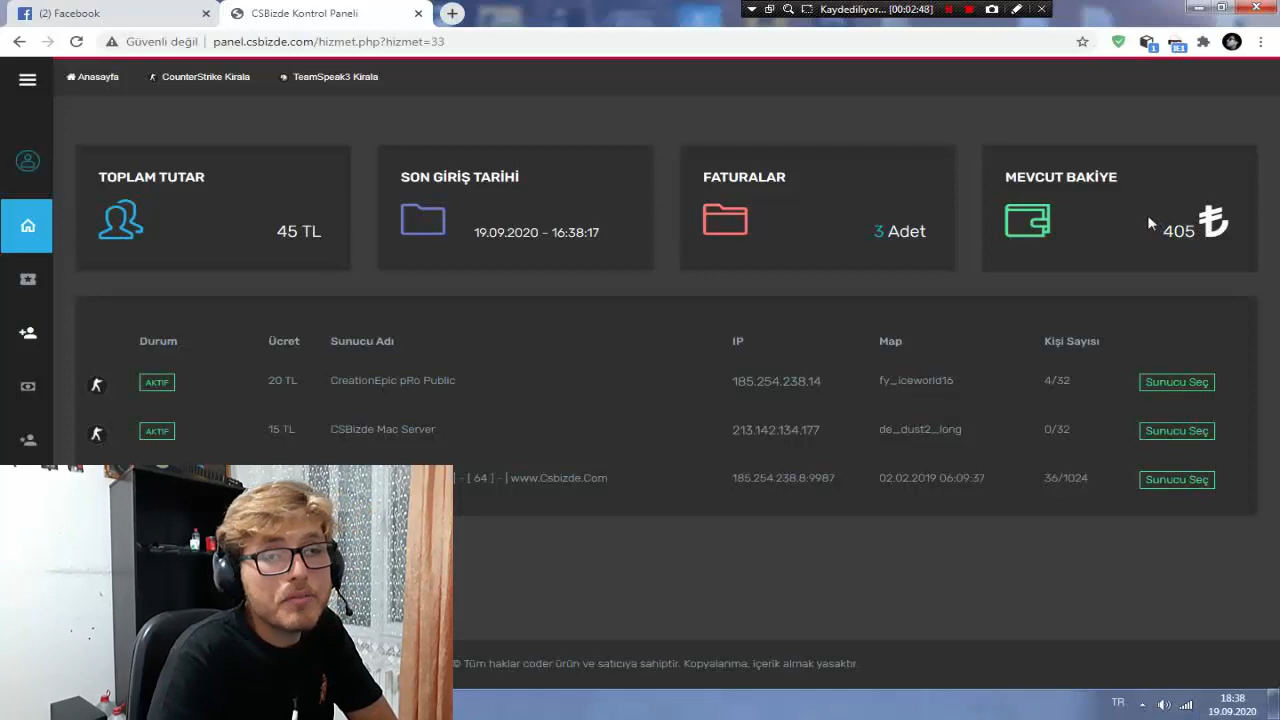 (2) Facebook
CSBizde Kontrol Paneli
Kaydediliyor... [00:02:48]
Güvenli değil | panel.csbizde.com/hizmet.php?hizmet=33
1
Anasayfa
CounterStrike Kirala
TeamSpeak3 Kirala
TOPLAM TUTAR
45 TL
SON GİRİŞ TARİHİ
19.09.2020 - 16:38:17
FATURALAR
3 Adet
MEVCUT BAKİYE
405 ₺
Durum Ücret Sunucu Adı IP Map Kişi Sayısı
AKTIF 20 TL CreationEpic pRo Public 185.254.238.14 fy_iceworld16 4/32 Sunucu Seç
AKTIF 15 TL CSBizde Mac Server 213.142.134.177 de_dust2_long 0/32 Sunucu Seç
] - [ 64 ] - | www.Csbizde.Com 185.254.238.8:9987 02.02.2019 06:09:37 36/1024 Sunucu Seç
© Tüm haklar coder ürün ve satıcıya sahiptir. Kopyalanma, içerik almak yasaktır.
TR
18:38
19.09.2020